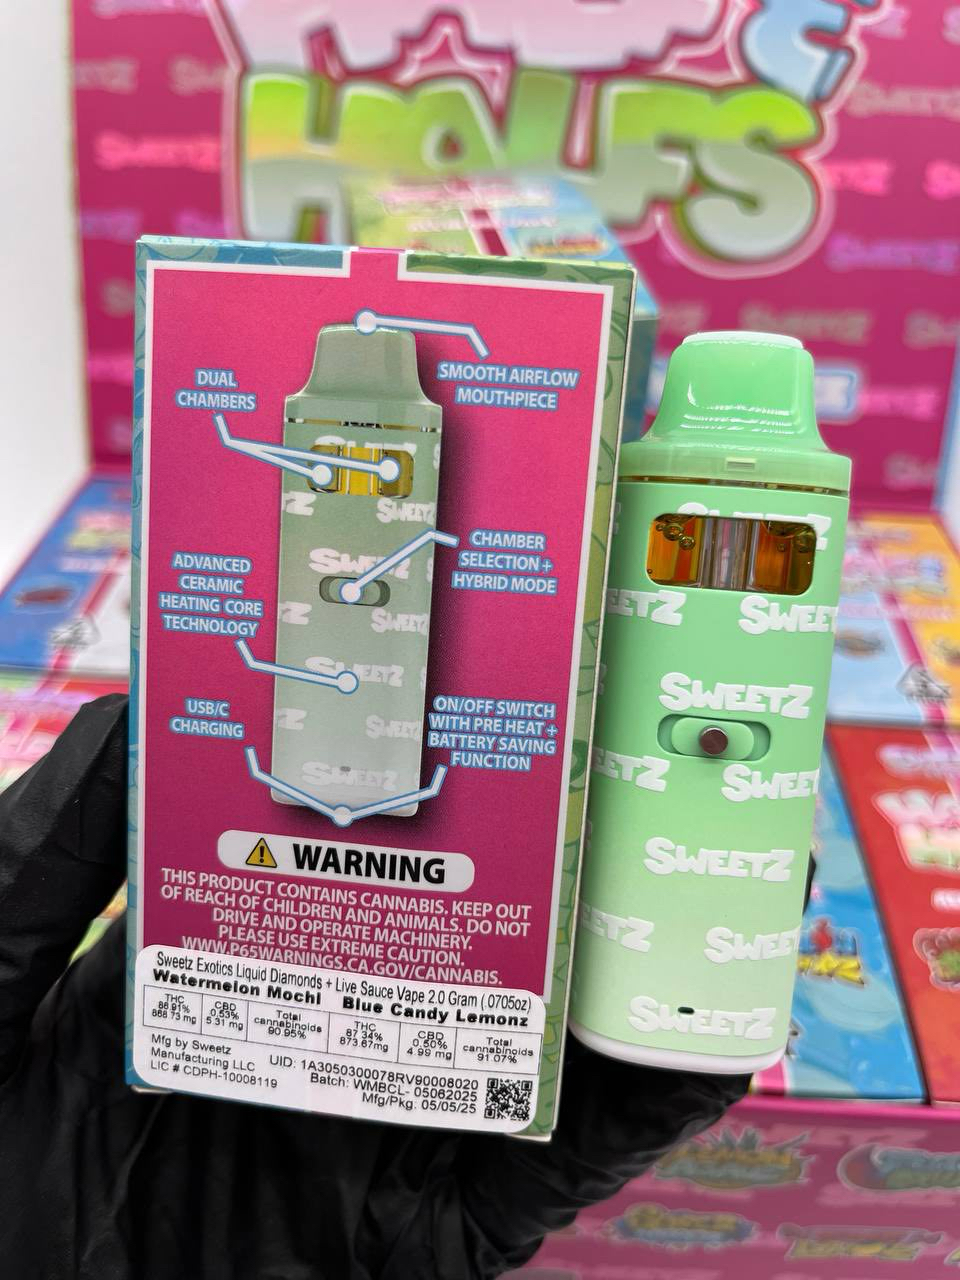 HALFS
DUAL
CHAMBERS
SMOOTH AIRFLOW
MOUTHPIECE
CHAMBER
SELECTION +
HYBRID MODE
ADVANCED
CERAMIC
HEATING CORE
TECHNOLOGY
USB/C
CHARGING
ON/OFF SWITCH
WITH PRE HEAT +
BATTERY SAVING
FUNCTION
SWEETZ
SWEETZ
SWEETZ
WARNING
THIS PRODUCT CONTAINS CANNABIS. KEEP OUT
OF REACH OF CHILDREN AND ANIMALS. DO NOT
DRIVE AND OPERATE MACHINERY.
PLEASE USE EXTREME CAUTION.
WWW.P65WARNINGS.CA.GOV/CANNABIS.
Sweetz Exotics Liquid Diamonds + Live Sauce Vape 2.0 Gram (.0705oz)
Watermelon Mochi Blue Candy Lemonz
THC 86.91% 868.73 mg
CBD 0.53% 5.31 mg
Total cannabinoids 90.95%
THC 87.34% 873.67mg
CBD 0.50% 4.99 mg
Total cannabinoids 91.07%
Mfg by Sweetz
Manufacturing LLC
LIC # CDPH-10008119
UID: 1A3050300078RV90008020
Batch: WMBCL- 05062025
Mfg/Pkg: 05/05/25
SWEETZ
SWEETZ
SWEETZ